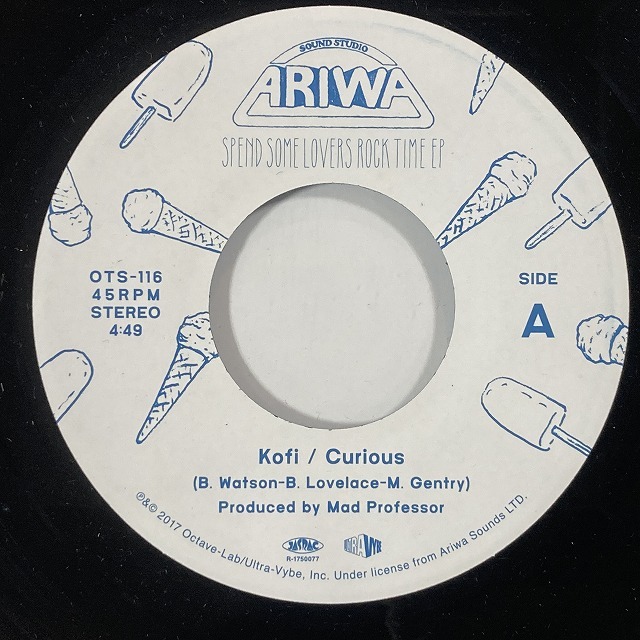 SOUND STUDIO
ARIWA
SPEND SOME LOVERS ROCK TIME EP
OTS-116
45RPM
STEREO
4:49
SIDE
A
Kofi / Curious
(B. Watson-B. Lovelace-M. Gentry)
Produced by Mad Professor
JASRAC
R-1750077
ULTRA-VYBE
℗&© 2017 Octave-Lab/Ultra-Vybe, Inc. Under license from Ariwa Sounds LTD.